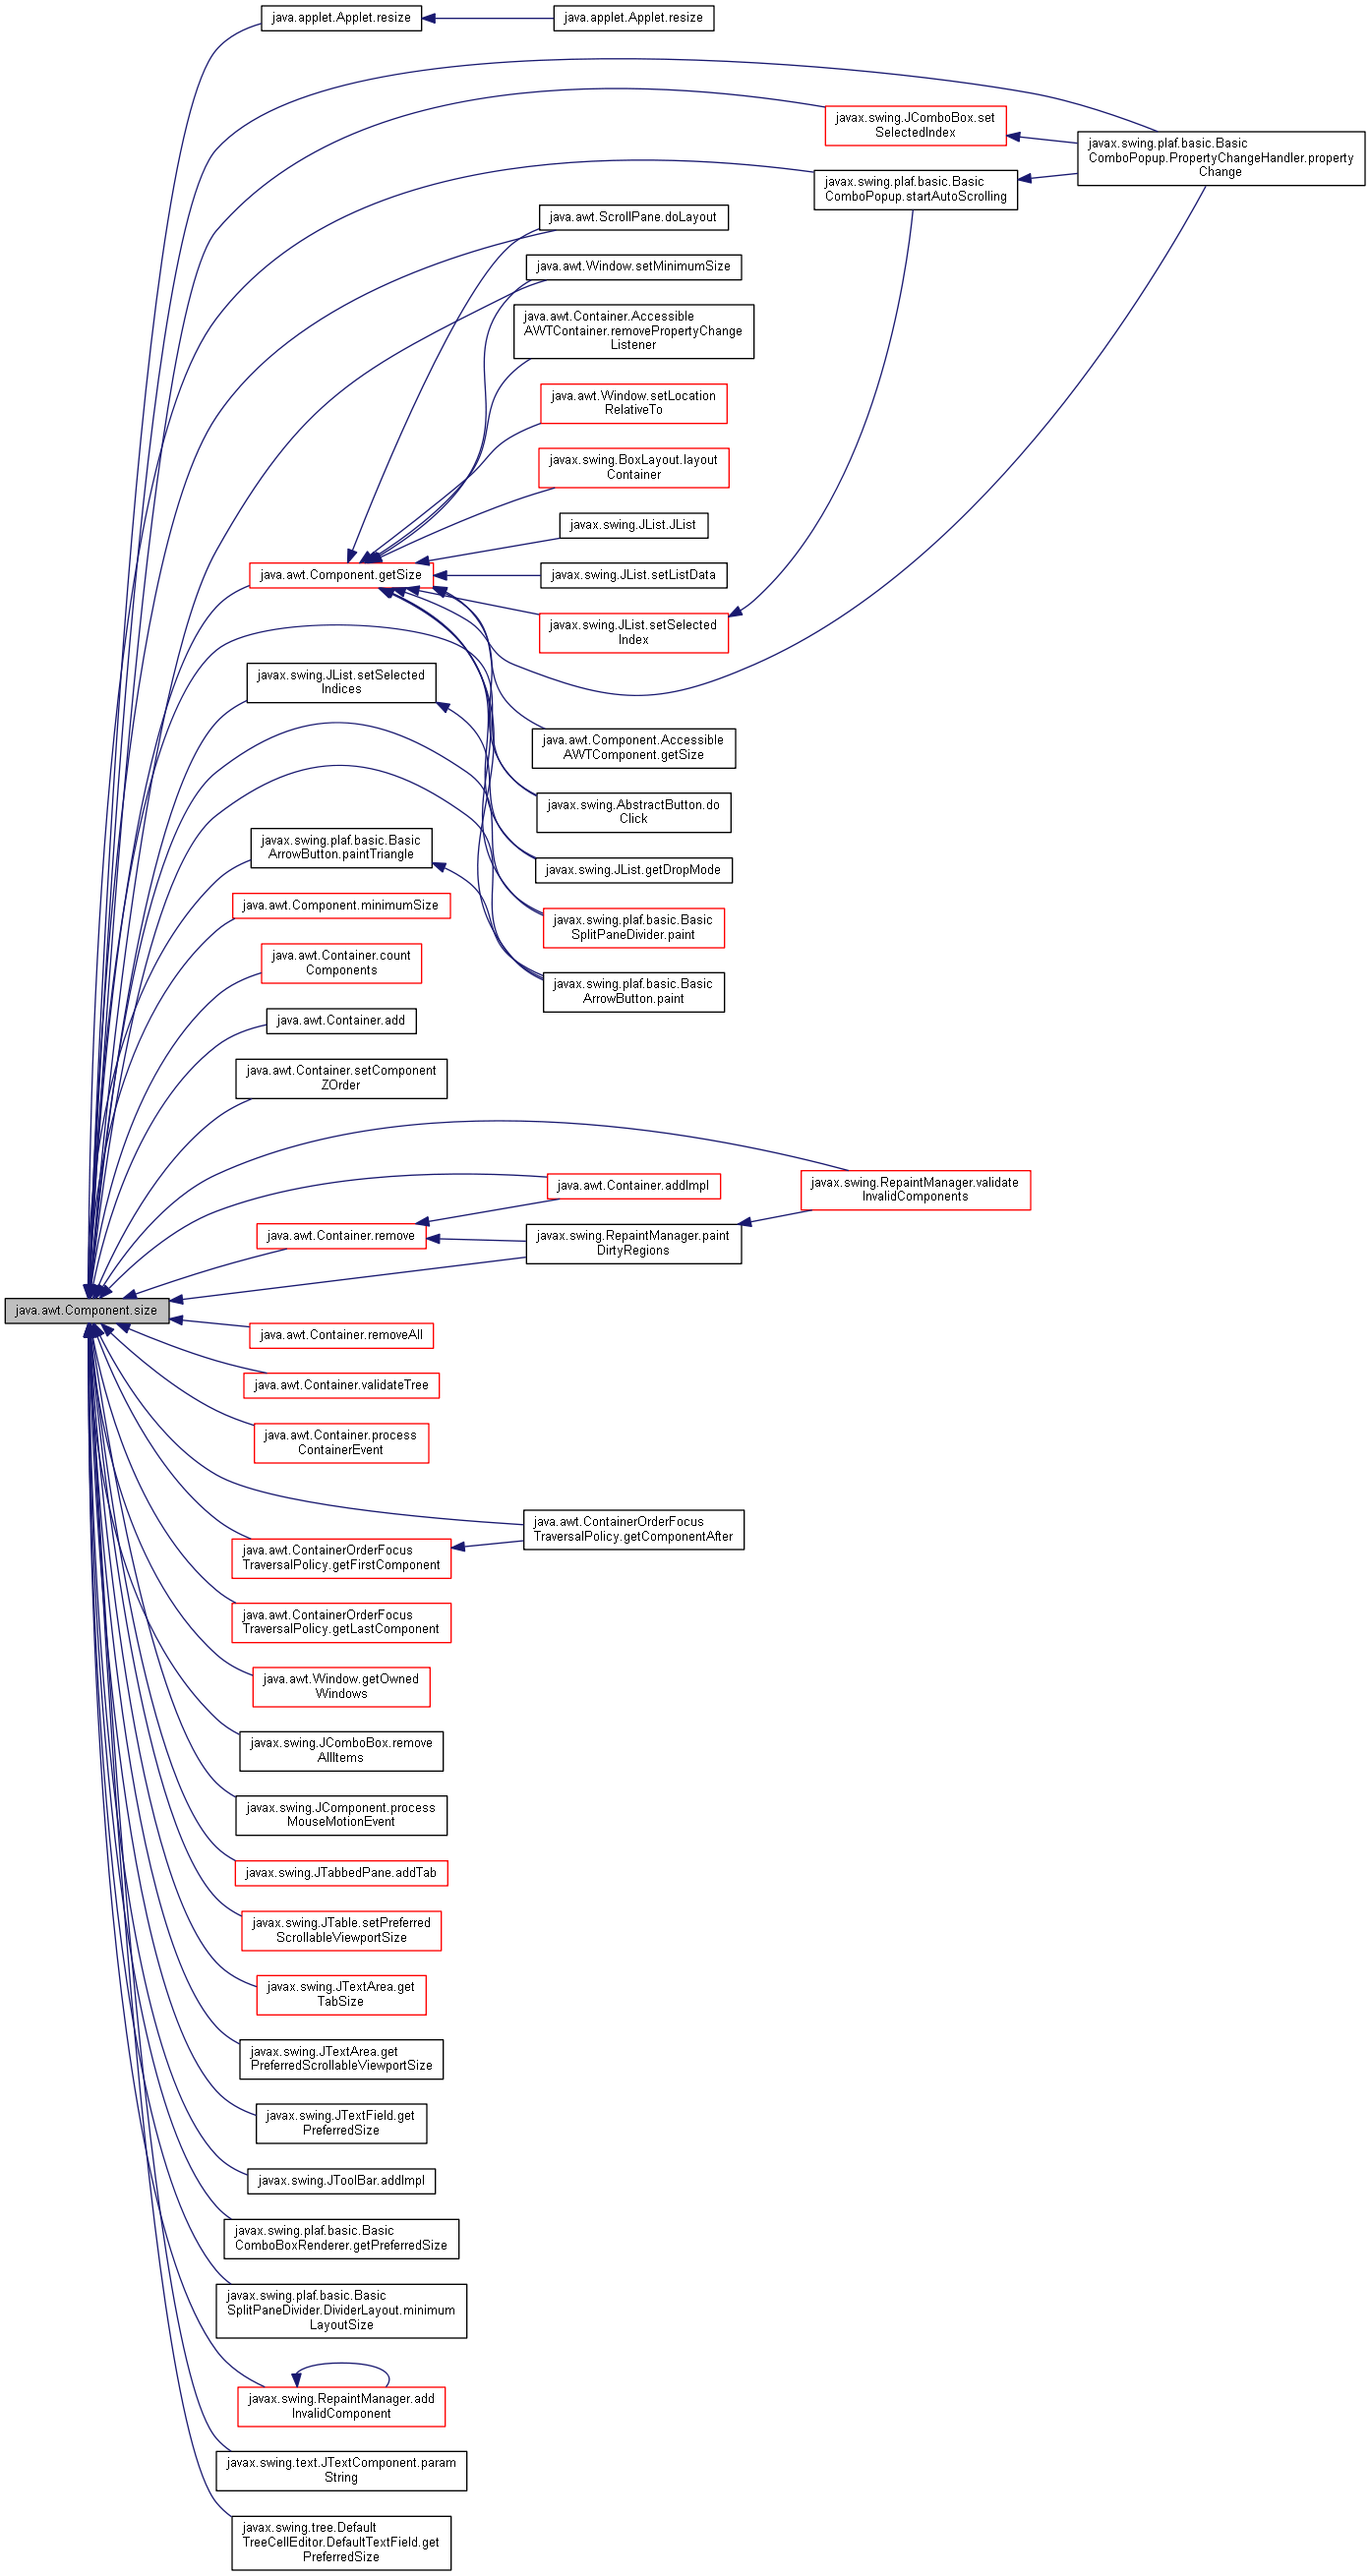 java.applet.Applet.resize
java.applet.Applet.resize
javax.swing.JComboBox.set
SelectedIndex
javax.swing.plaf.basic.Basic
ComboPopup.PropertyChangeHandler.property
Change
javax.swing.plaf.basic.Basic
ComboPopup.startAutoScrolling
java.awt.ScrollPane.doLayout
java.awt.Window.setMinimumSize
java.awt.Container.Accessible
AWTContainer.removePropertyChange
Listener
java.awt.Window.setLocation
RelativeTo
javax.swing.BoxLayout.layout
Container
javax.swing.JList.JList
java.awt.Component.getSize
javax.swing.JList.setListData
javax.swing.JList.setSelected
Index
javax.swing.JList.setSelected
Indices
java.awt.Component.Accessible
AWTComponent.getSize
javax.swing.AbstractButton.do
Click
javax.swing.plaf.basic.Basic
ArrowButton.paintTriangle
javax.swing.JList.getDropMode
java.awt.Component.minimumSize
javax.swing.plaf.basic.Basic
SplitPaneDivider.paint
java.awt.Container.count
Components
javax.swing.plaf.basic.Basic
ArrowButton.paint
java.awt.Container.add
java.awt.Container.setComponent
ZOrder
java.awt.Container.addImpl
javax.swing.RepaintManager.validate
InvalidComponents
java.awt.Container.remove
javax.swing.RepaintManager.paint
DirtyRegions
java.awt.Component.size
java.awt.Container.removeAll
java.awt.Container.validateTree
java.awt.Container.process
ContainerEvent
java.awt.ContainerOrderFocus
TraversalPolicy.getComponentAfter
java.awt.ContainerOrderFocus
TraversalPolicy.getFirstComponent
java.awt.ContainerOrderFocus
TraversalPolicy.getLastComponent
java.awt.Window.getOwned
Windows
javax.swing.JComboBox.remove
AllItems
javax.swing.JComponent.process
MouseMotionEvent
javax.swing.JTabbedPane.addTab
javax.swing.JTable.setPreferred
ScrollableViewportSize
javax.swing.JTextArea.get
TabSize
javax.swing.JTextArea.get
PreferredScrollableViewportSize
javax.swing.JTextField.get
PreferredSize
javax.swing.JToolBar.addImpl
javax.swing.plaf.basic.Basic
ComboBoxRenderer.getPreferredSize
javax.swing.plaf.basic.Basic
SplitPaneDivider.DividerLayout.minimum
LayoutSize
javax.swing.RepaintManager.add
InvalidComponent
javax.swing.text.JTextComponent.param
String
javax.swing.tree.Default
TreeCellEditor.DefaultTextField.get
PreferredSize